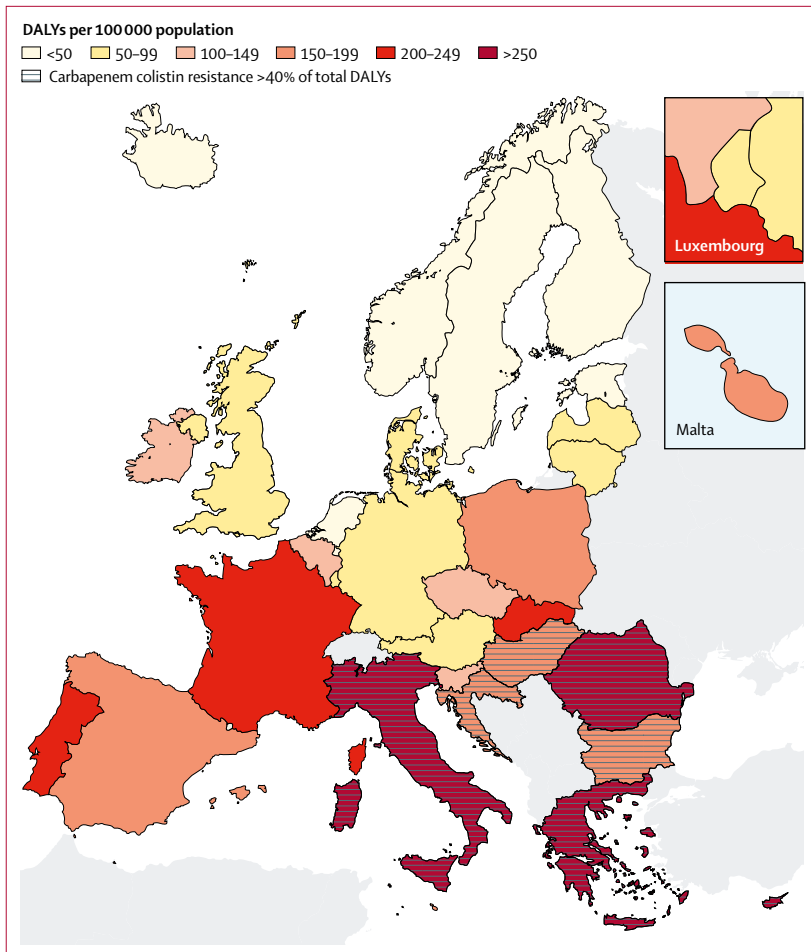 DALYs per 100 000 population
<50 50–99 100–149 150–199 200–249 >250
Carbapenem colistin resistance >40% of total DALYs
Luxembourg
Malta